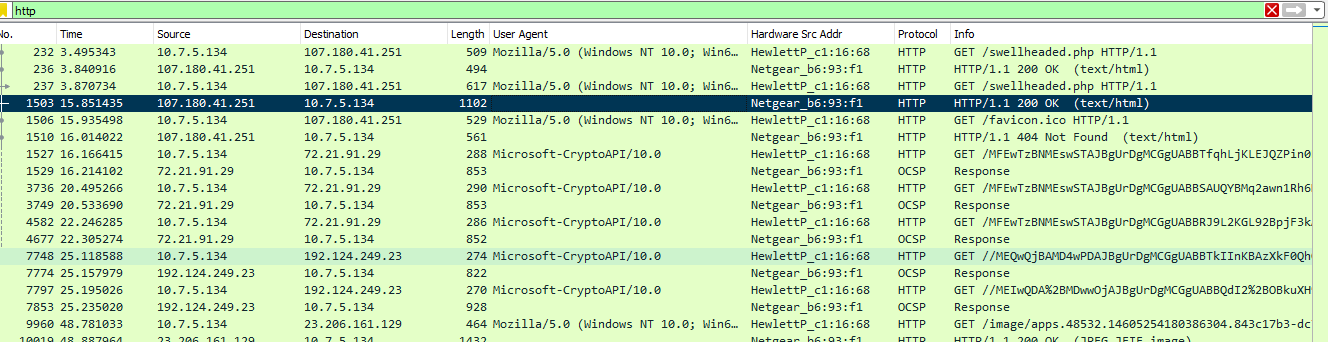 http
No. Time Source Destination Length User Agent Hardware Src Addr Protocol Info
232 3.495343 10.7.5.134 107.180.41.251 509 Mozilla/5.0 (Windows NT 10.0; Win6… HewlettP_c1:16:68 HTTP GET /swellheaded.php HTTP/1.1
236 3.840916 107.180.41.251 10.7.5.134 494 Netgear_b6:93:f1 HTTP HTTP/1.1 200 OK (text/html)
237 3.870734 10.7.5.134 107.180.41.251 617 Mozilla/5.0 (Windows NT 10.0; Win6… HewlettP_c1:16:68 HTTP GET /swellheaded.php HTTP/1.1
1503 15.851435 107.180.41.251 10.7.5.134 1102 Netgear_b6:93:f1 HTTP HTTP/1.1 200 OK (text/html)
1506 15.935498 10.7.5.134 107.180.41.251 529 Mozilla/5.0 (Windows NT 10.0; Win6… HewlettP_c1:16:68 HTTP GET /favicon.ico HTTP/1.1
1510 16.014022 107.180.41.251 10.7.5.134 561 Netgear_b6:93:f1 HTTP HTTP/1.1 404 Not Found (text/html)
1527 16.166415 10.7.5.134 72.21.91.29 288 Microsoft-CryptoAPI/10.0 HewlettP_c1:16:68 HTTP GET /MFEwTzBNMEswSTAJBgUrDgMCGgUABBTfqhLjKLEJQZPin0
1529 16.214102 72.21.91.29 10.7.5.134 853 Netgear_b6:93:f1 OCSP Response
3736 20.495266 10.7.5.134 72.21.91.29 290 Microsoft-CryptoAPI/10.0 HewlettP_c1:16:68 HTTP GET /MFEwTzBNMEswSTAJBgUrDgMCGgUABBSAUQYBMq2awn1Rh6
3749 20.533690 72.21.91.29 10.7.5.134 853 Netgear_b6:93:f1 OCSP Response
4582 22.246285 10.7.5.134 72.21.91.29 286 Microsoft-CryptoAPI/10.0 HewlettP_c1:16:68 HTTP GET /MFEwTzBNMEswSTAJBgUrDgMCGgUABBRJ9L2KGL92BpjF3k
4677 22.305274 72.21.91.29 10.7.5.134 852 Netgear_b6:93:f1 OCSP Response
7748 25.118588 10.7.5.134 192.124.249.23 274 Microsoft-CryptoAPI/10.0 HewlettP_c1:16:68 HTTP GET //MEQwQjBAMD4wPDAJBgUrDgMCGgUABBTkIInKBAzXkF0Qh
7774 25.157979 192.124.249.23 10.7.5.134 822 Netgear_b6:93:f1 OCSP Response
7797 25.195026 10.7.5.134 192.124.249.23 270 Microsoft-CryptoAPI/10.0 HewlettP_c1:16:68 HTTP GET //MEIwQDA%2BMDwwOjAJBgUrDgMCGgUABBQdI2%2BOBkuXH
7853 25.235020 192.124.249.23 10.7.5.134 928 Netgear_b6:93:f1 OCSP Response
9960 48.781033 10.7.5.134 23.206.161.129 464 Mozilla/5.0 (Windows NT 10.0; Win6… HewlettP_c1:16:68 HTTP GET /image/apps.48532.14605254180386304.843c17b3-dc
10019 48.887964 23.206.161.129 10.7.5.134 1432 Netgear_b6:93:f1 HTTP HTTP/1.1 200 OK (JPEG JFIF image)